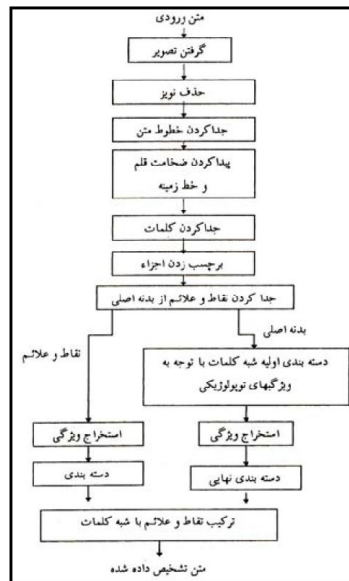 متن ورودی
گرفتن تصویر
حذف نویز
جداکردن خطوط متن
پیداکردن ضخامت قلم
و خط زمینه
جداکردن کلمات
برچسب زدن اجزاء
جدا کردن نقاط و علائم از بدنه اصلی
نقاط و علائم
بدنه اصلی
دسته بندی اولیه شبه کلمات با توجه به
ویژگیهای توپولوژیکی
استخراج ویژگی
استخراج ویژگی
دسته بندی
دسته بندی نهایی
ترکیب نقاط و علائم با شبه کلمات
متن تشخیص داده شده